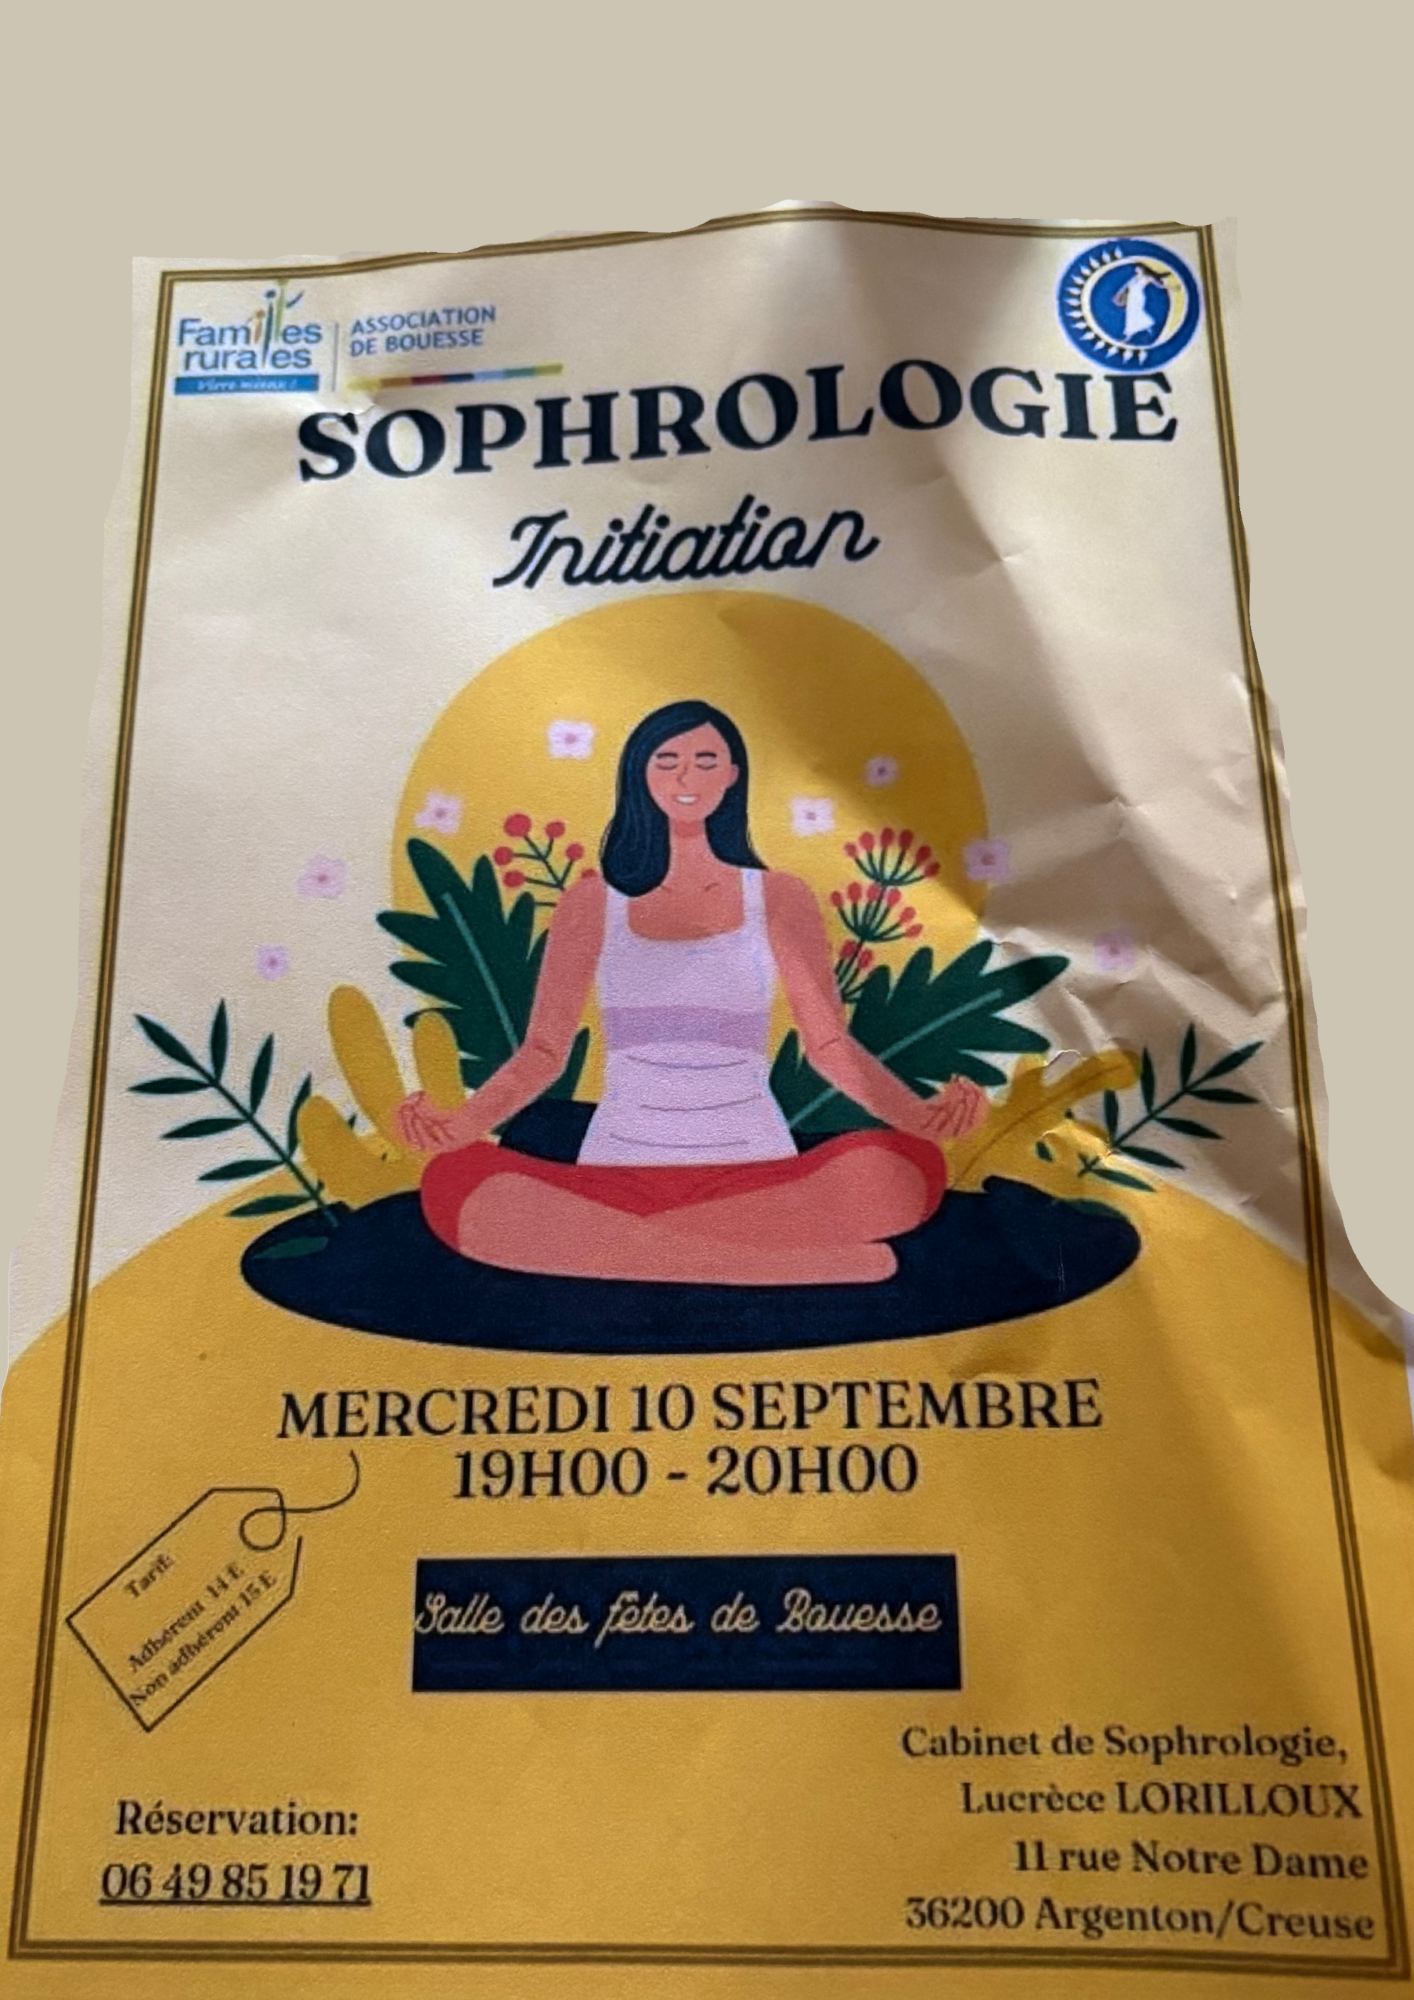 Familles
rurales
Vivre mieux !
ASSOCIATION
DE BOUESSE
SOPHROLOGIE
Initiation
MERCREDI 10 SEPTEMBRE
19H00 - 20H00
Tarif:
Adhérent 14 E
Non adhérent 15 E
Salle des fêtes de Bouesse
Réservation:
06 49 85 19 71
Cabinet de Sophrologie,
Lucrèce LORILLOUX
11 rue Notre Dame
36200 Argenton/Creuse